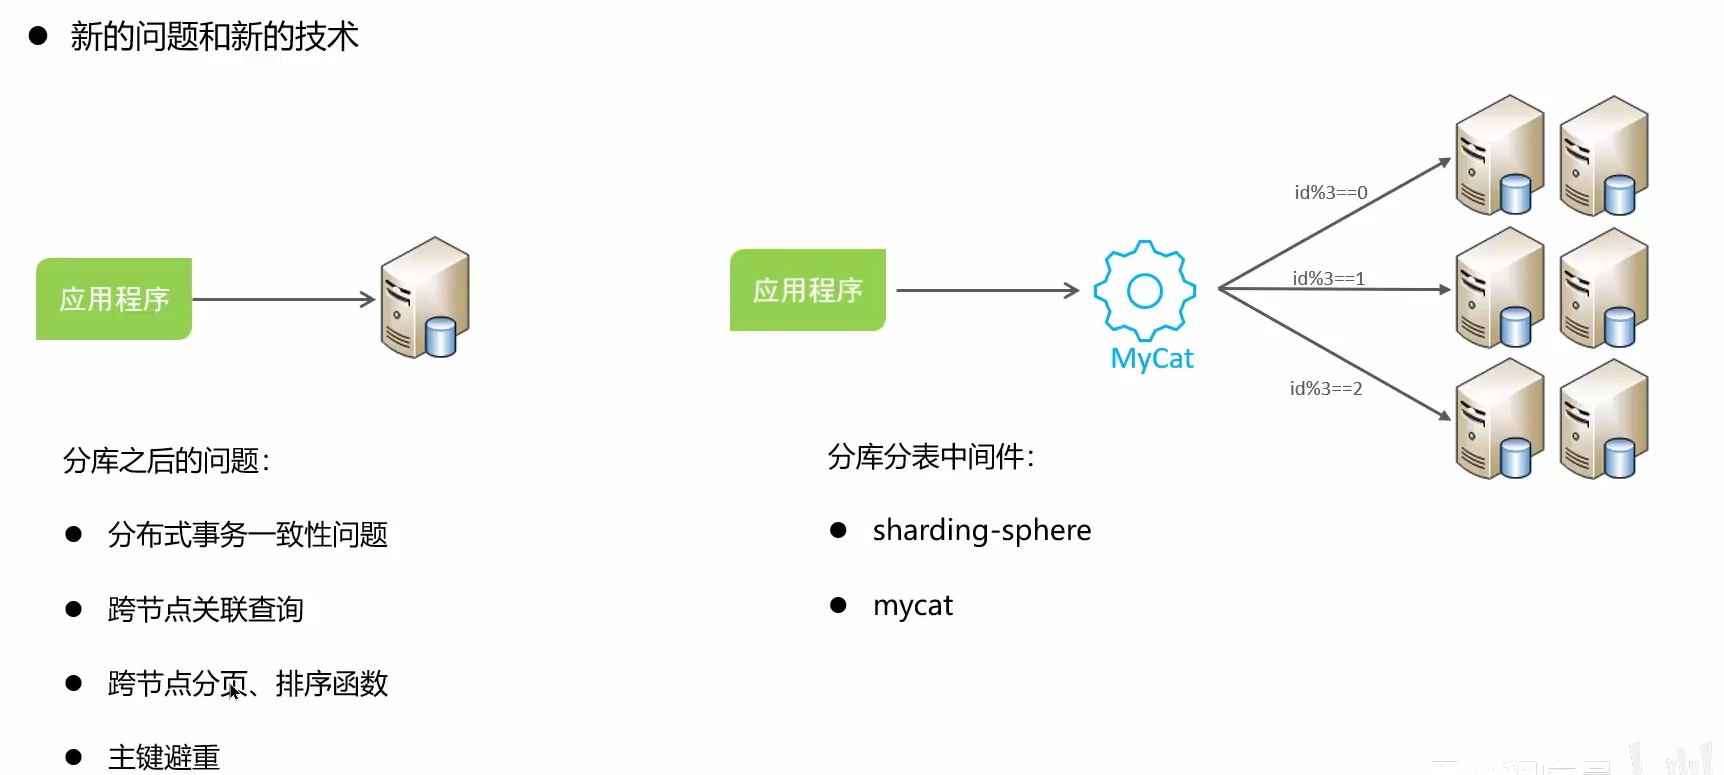 新的问题和新的技术
应用程序
应用程序
MyCat
id%3==0
id%3==1
id%3==2
分库之后的问题：
分布式事务一致性问题
跨节点关联查询
跨节点分页、排序函数
主键避重
分库分表中间件：
sharding-sphere
mycat